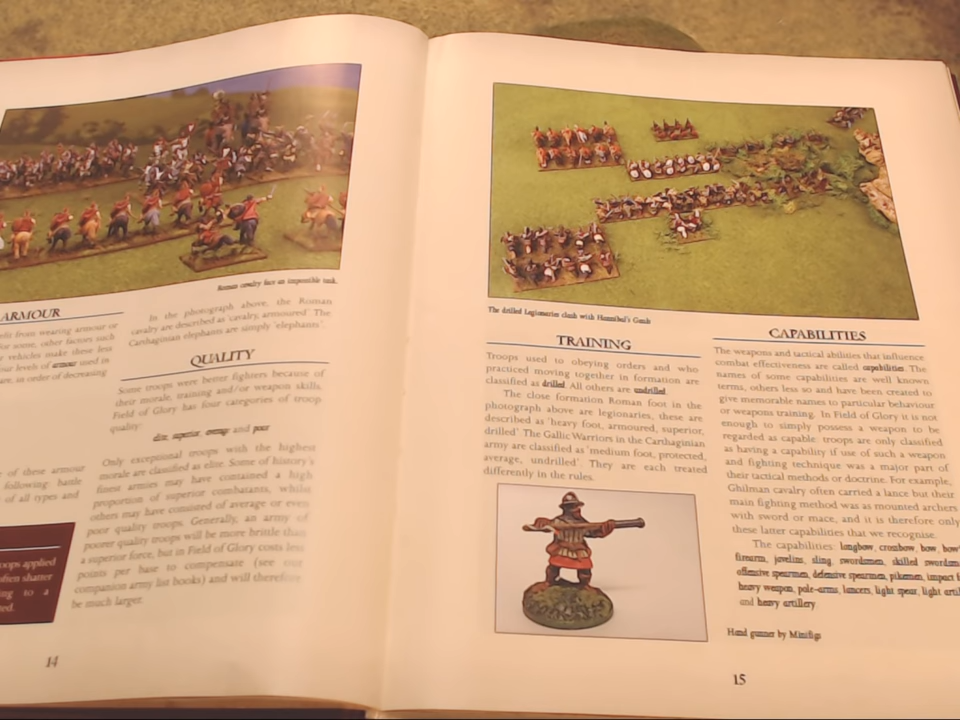 Roman cavalry face an impossible task.
ARMOUR
from wearing armour or
for some, other factors such
vehicles make these less
four levels of armour used in
are, in order of decreasing
of these armour
following battle
of all types and
troops applied
often shatter
to a
In the photograph above, the Roman
cavalry are described as 'cavalry, armoured'. The
Carthaginian elephants are simply 'elephants'.
QUALITY
Some troops were better fighters because of
their morale, training and/or weapon skills.
Field of Glory has four categories of troop
quality:
elite, superior, average and poor
Only exceptional troops with the highest
morale are classified as elite. Some of history's
finest armies may have contained a high
proportion of superior combatants, whilst
others may have consisted of average or even
poor quality troops. Generally, an army of
poorer quality troops will be more brittle than
a superior force, but in Field of Glory costs less
points per base to compensate (see our
companion army list books) and will therefore
be much larger.
14
The drilled Legionaries clash with Hannibal's Gauls
TRAINING
Troops used to obeying orders and who
practiced moving together in formation are
classified as drilled. All others are undrilled.
The close formation Roman foot in the
photograph above are legionaries, these are
described as 'heavy foot, armoured, superior,
drilled' The Gallic Warriors in the Carthaginian
army are classified as 'medium foot, protected,
average, undrilled'. They are each treated
differently in the rules.
CAPABILITIES
The weapons and tactical abilities that influence
combat effectiveness are called capabilities. The
names of some capabilities are well known
terms, others less so and have been created to
give memorable names to particular behaviour
or weapons training. In Field of Glory it is not
enough to simply possess a weapon to be
regarded as capable: troops are only classified
as having a capability if use of such a weapon
and fighting technique was a major part of
their tactical methods or doctrine. For example,
Ghilman cavalry often carried a lance but their
main fighting method was as mounted archers
with sword or mace, and it is therefore only
these latter capabilities that we recognise.
The capabilities: longbow, crossbow, bow, bow
firearm, javelins, sling, swordsmen, skilled swordsmen
offensive spearmen, defensive spearmen, pikemen, impact f
heavy weapon, pole-arms, lancers, light spear, light arti
and heavy artillery
Hand gunner by Minifigs
15